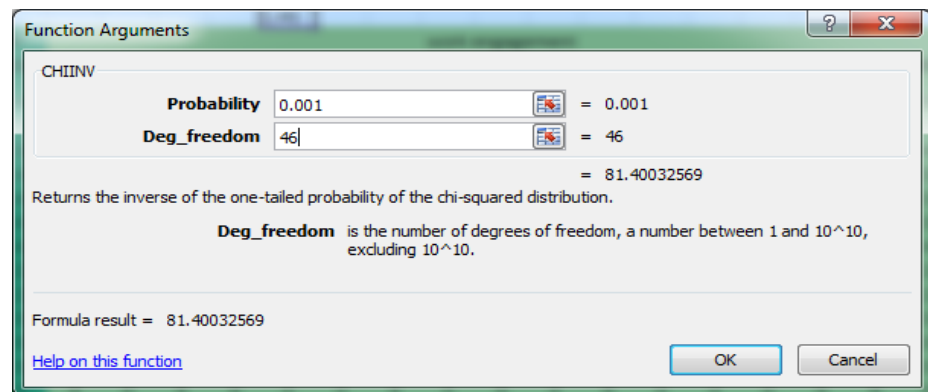 Function Arguments
CHIINV
Probability 0.001 = 0.001
Deg_freedom 46 = 46
= 81.40032569
Returns the inverse of the one-tailed probability of the chi-squared distribution.
Deg_freedom is the number of degrees of freedom, a number between 1 and 10^10,
excluding 10^10.
Formula result = 81.40032569
Help on this function
OK Cancel